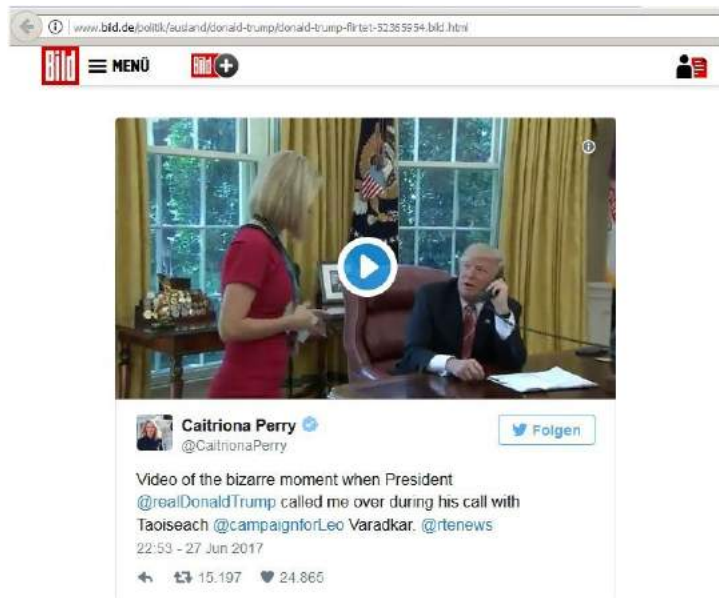 www.bild.de/politik/ausland/donald-trump/donald-trump-flirtet-52365954.bild.html
Bild MENÜ Bild+
Caitriona Perry
@CaitrionaPerry
Folgen
Video of the bizarre moment when President
@realDonaldTrump called me over during his call with
Taoiseach @campaignforLeo Varadkar. @rtenews
22:53 - 27 Jun 2017
15.197 24.865